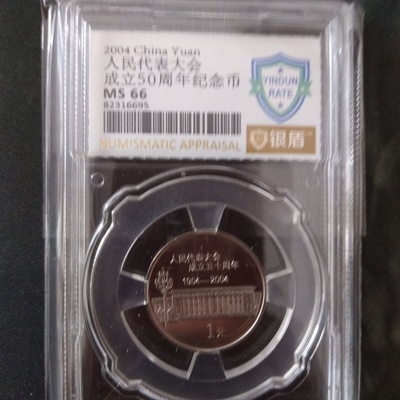 2004 China Yuan
人民代表大会
成立50周年纪念币
MS 66
82316695
YINDUN
RATE
NUMISMATIC APPRAISAL
银盾
人民代表大会
成立五十周年
1954—2004
1元